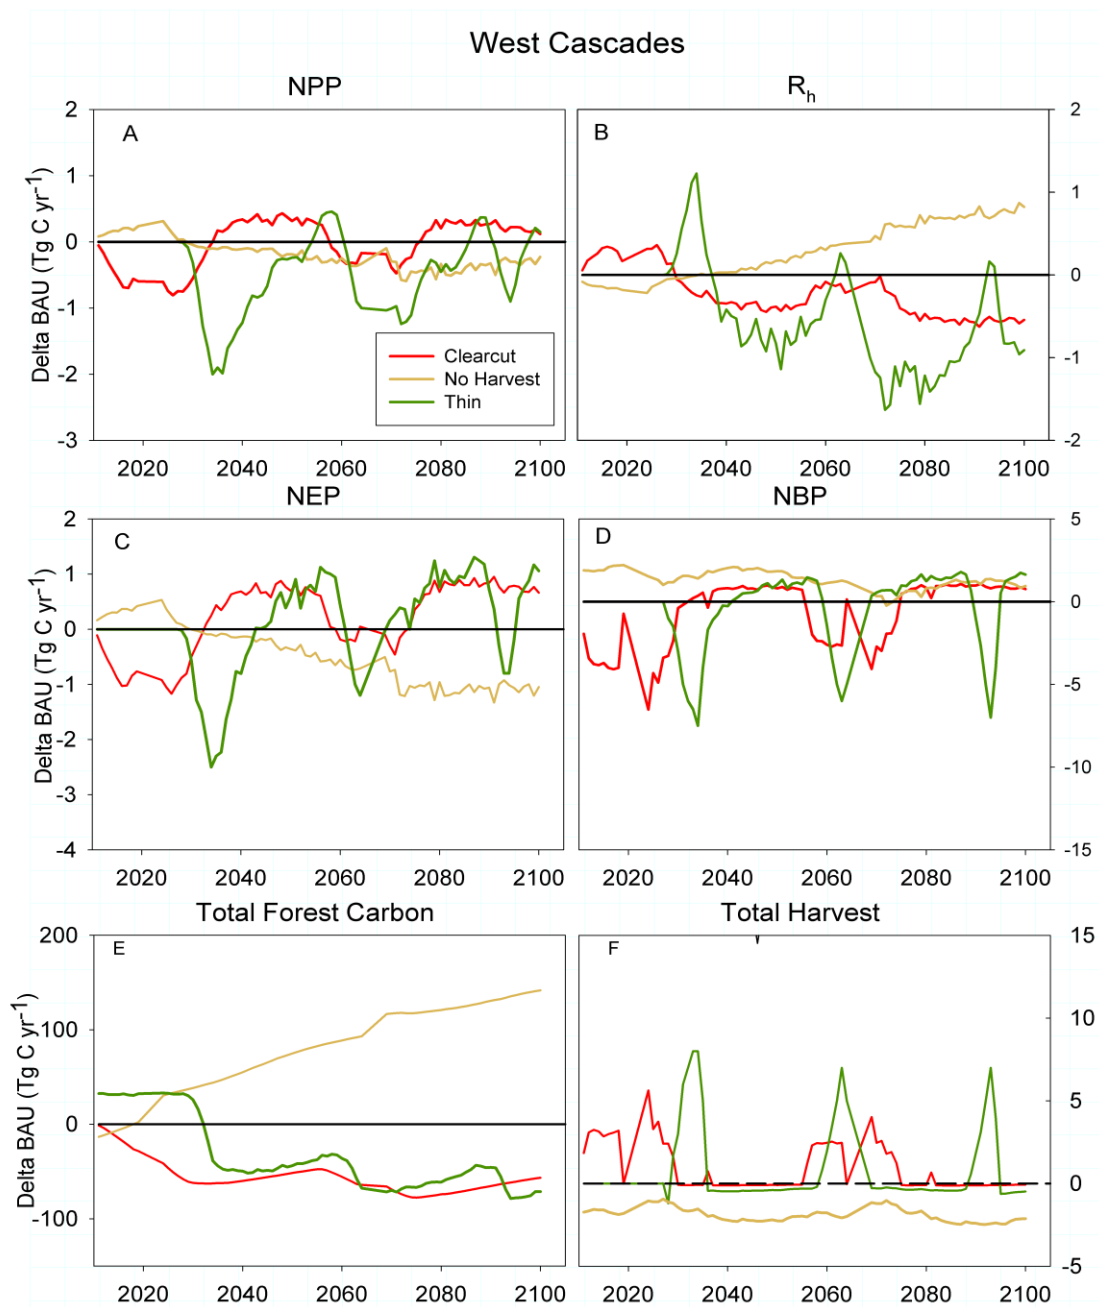 West Cascades
NPP
R_h
2
1
0
-1
-2
-3
Delta BAU (Tg C yr⁻¹)
A
Clearcut
No Harvest
Thin
2020 2040 2060 2080 2100
B
2
1
0
-1
-2
2020 2040 2060 2080 2100
NEP
NBP
2
1
0
-1
-2
-3
-4
Delta BAU (Tg C yr⁻¹)
C
2020 2040 2060 2080 2100
D
5
0
-5
-10
-15
2020 2040 2060 2080 2100
Total Forest Carbon
Total Harvest
200
100
0
-100
Delta BAU (Tg C yr⁻¹)
E
2020 2040 2060 2080 2100
F
15
10
5
0
-5
2020 2040 2060 2080 2100